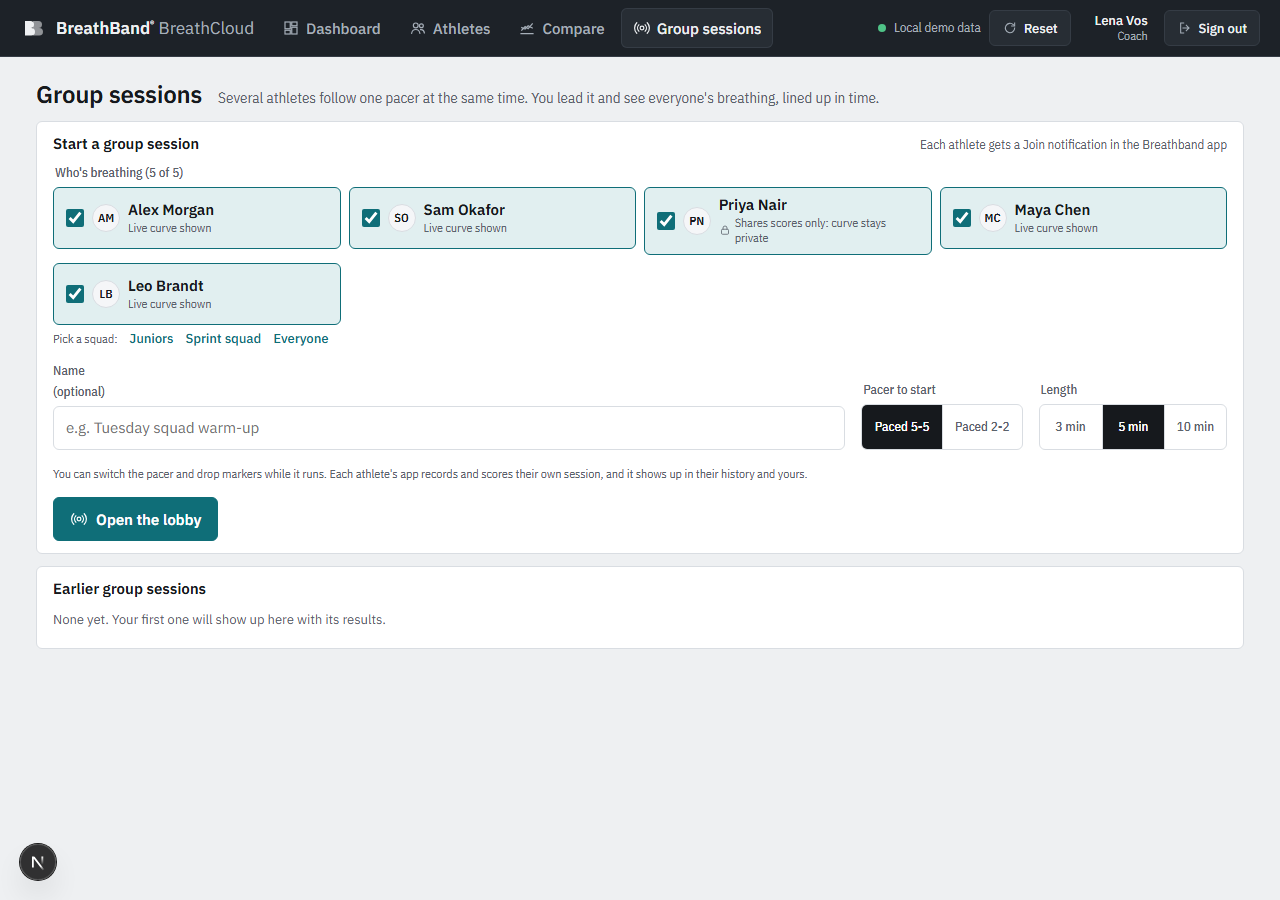 BreathBand® BreathCloud
Dashboard
Athletes
Compare
Group sessions
Local demo data
Reset
Lena Vos
Coach
Sign out
Group sessions
Several athletes follow one pacer at the same time. You lead it and see everyone's breathing, lined up in time.
Start a group session
Each athlete gets a Join notification in the Breathband app
Who's breathing (5 of 5)
AM
Alex Morgan
Live curve shown
SO
Sam Okafor
Live curve shown
PN
Priya Nair
Shares scores only: curve stays
private
MC
Maya Chen
Live curve shown
LB
Leo Brandt
Live curve shown
Pick a squad: Juniors Sprint squad Everyone
Name
(optional)
e.g. Tuesday squad warm-up
Pacer to start
Paced 5-5
Paced 2-2
Length
3 min
5 min
10 min
You can switch the pacer and drop markers while it runs. Each athlete's app records and scores their own session, and it shows up in their history and yours.
Open the lobby
Earlier group sessions
None yet. Your first one will show up here with its results.
N